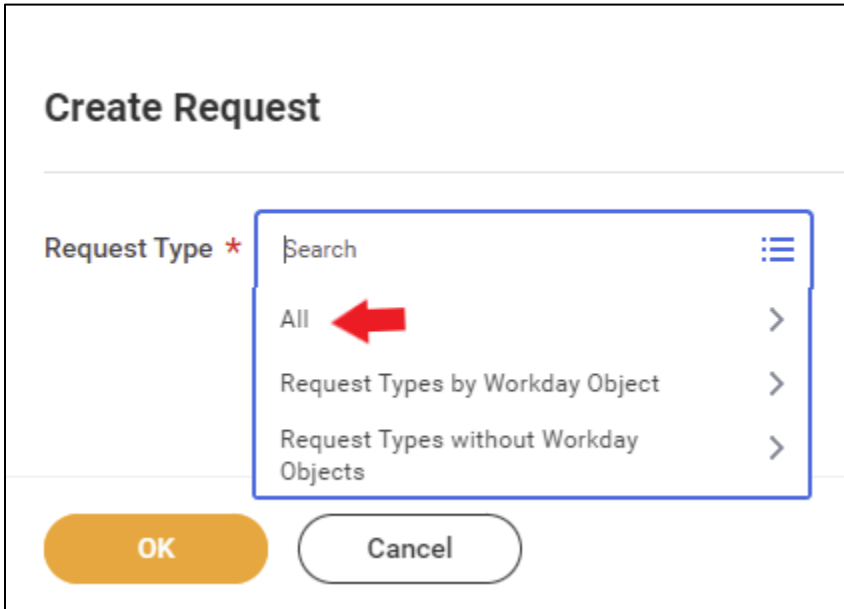 Create Request
Request Type *
Search
All
Request Types by Workday Object
Request Types without Workday
Objects
OK
Cancel